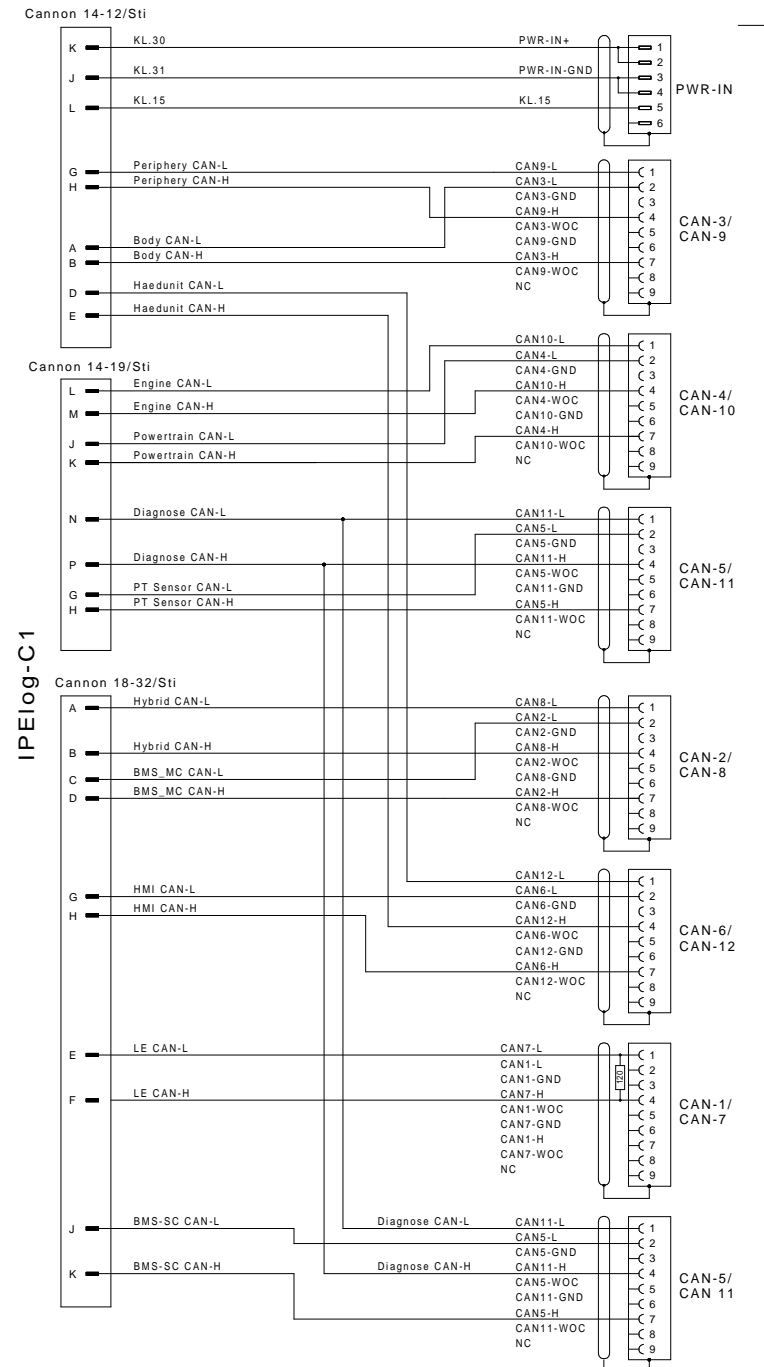 Cannon 14-12/Sti
K KL.30 PWR-IN+ 1
2
J KL.31 PWR-IN-GND 3
4 PWR-IN
L KL.15 KL.15 5
6
G Periphery CAN-L CAN9-L 1
H Periphery CAN-H CAN3-L 2
CAN3-GND 3
CAN9-H 4
CAN3-WOC 5
A Body CAN-L CAN9-GND 6
B Body CAN-H CAN3-H 7
CAN9-WOC 8
NC 9
CAN-3/
CAN-9
D Haedunit CAN-L
E Haedunit CAN-H
Cannon 14-19/Sti
CAN10-L 1
CAN4-L 2
CAN4-GND 3
L Engine CAN-L CAN10-H 4
M Engine CAN-H CAN4-WOC 5
CAN10-GND 6
J Powertrain CAN-L CAN4-H 7
K Powertrain CAN-H CAN10-WOC 8
NC 9
CAN-4/
CAN-10
N Diagnose CAN-L CAN11-L 1
CAN5-L 2
CAN5-GND 3
P Diagnose CAN-H CAN11-H 4
CAN5-WOC 5
G PT Sensor CAN-L CAN11-GND 6
H PT Sensor CAN-H CAN5-H 7
CAN11-WOC 8
NC 9
CAN-5/
CAN-11
IPElog-C1
Cannon 18-32/Sti
A Hybrid CAN-L CAN8-L 1
CAN2-L 2
CAN2-GND 3
B Hybrid CAN-H CAN8-H 4
CAN2-WOC 5
C BMS_MC CAN-L CAN8-GND 6
D BMS_MC CAN-H CAN2-H 7
CAN8-WOC 8
NC 9
CAN-2/
CAN-8
CAN12-L 1
G HMI CAN-L CAN6-L 2
CAN6-GND 3
H HMI CAN-H CAN12-H 4
CAN6-WOC 5
CAN12-GND 6
CAN6-H 7
CAN12-WOC 8
NC 9
CAN-6/
CAN-12
E LE CAN-L CAN7-L 1
CAN1-L 2
CAN1-GND 120 3
F LE CAN-H CAN7-H 4
CAN1-WOC 5
CAN7-GND 6
CAN1-H 7
CAN7-WOC 8
NC 9
CAN-1/
CAN-7
J BMS-SC CAN-L Diagnose CAN-L CAN11-L 1
CAN5-L 2
CAN5-GND 3
K BMS-SC CAN-H Diagnose CAN-H CAN11-H 4
CAN5-WOC 5
CAN11-GND 6
CAN5-H 7
CAN11-WOC 8
NC 9
CAN-5/
CAN 11